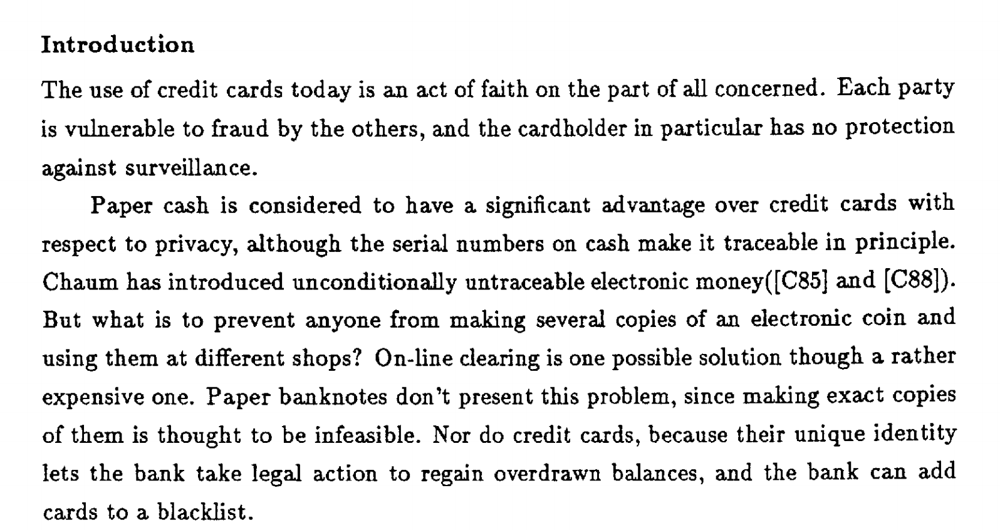 Introduction
The use of credit cards today is an act of faith on the part of all concerned. Each party
is vulnerable to fraud by the others, and the cardholder in particular has no protection
against surveillance.
Paper cash is considered to have a significant advantage over credit cards with
respect to privacy, although the serial numbers on cash make it traceable in principle.
Chaum has introduced unconditionally untraceable electronic money([C85] and [C88]).
But what is to prevent anyone from making several copies of an electronic coin and
using them at different shops? On-line clearing is one possible solution though a rather
expensive one. Paper banknotes don't present this problem, since making exact copies
of them is thought to be infeasible. Nor do credit cards, because their unique identity
lets the bank take legal action to regain overdrawn balances, and the bank can add
cards to a blacklist.